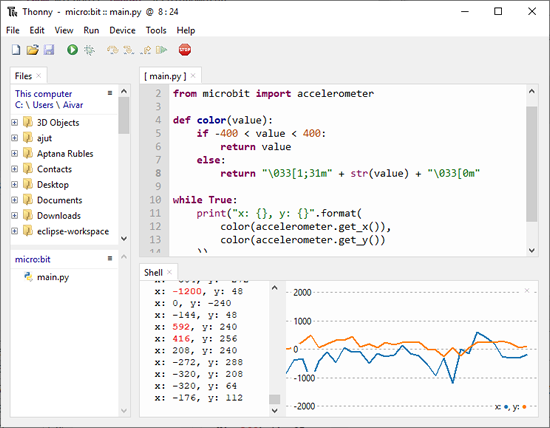 Thonny - micro:bit :: main.py @ 8:24
File Edit View Run Device Tools Help
Files
This computer
C: \ Users \ Aivar
3D Objects
ajut
Aptana Rubles
Contacts
Desktop
Documents
Downloads
eclipse-workspace
micro:bit
main.py
[ main.py ]
2 from microbit import accelerometer
3
4 def color(value):
5 if -400 < value < 400:
6 return value
7 else:
8 return "\033[1;31m" + str(value) + "\033[0m"
9
10 while True:
11 print("x: {}, y: {}".format(
12 color(accelerometer.get_x()),
13 color(accelerometer.get_y())
14 ))
Shell
x: -1200, y: 48
x: 0, y: -240
x: -144, y: 48
x: 592, y: 240
x: 416, y: 256
x: 208, y: 240
x: -272, y: 288
x: -320, y: 208
x: -320, y: 64
x: -176, y: 112
2000
1000
0
-1000
-2000
x: , y: